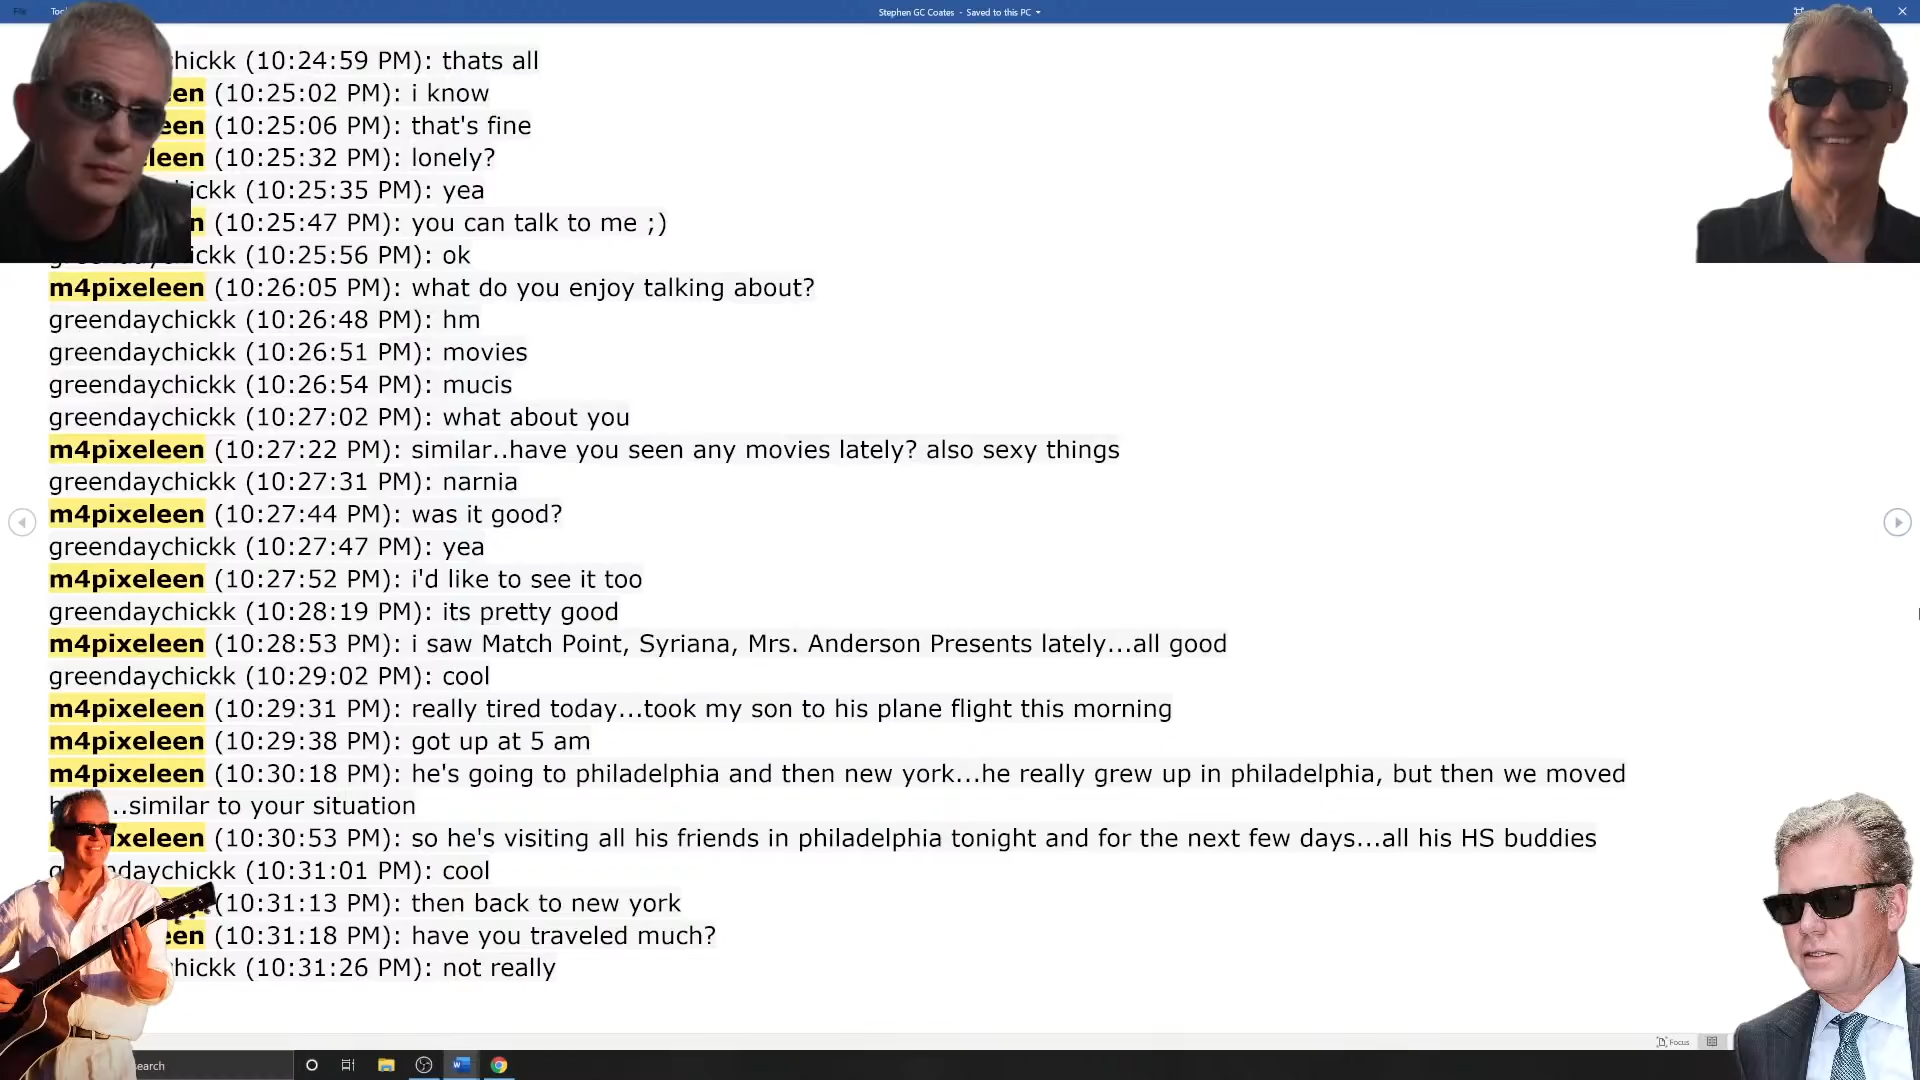 File
Stephen GC Coates - Saved to this PC
hickk (10:24:59 PM): thats all
en (10:25:02 PM): i know
een (10:25:06 PM): that's fine
leen (10:25:32 PM): lonely?
ickk (10:25:35 PM): yea
n (10:25:47 PM): you can talk to me ;)
greendaychickk (10:25:56 PM): ok
m4pixeleen (10:26:05 PM): what do you enjoy talking about?
greendaychickk (10:26:48 PM): hm
greendaychickk (10:26:51 PM): movies
greendaychickk (10:26:54 PM): mucis
greendaychickk (10:27:02 PM): what about you
m4pixeleen (10:27:22 PM): similar..have you seen any movies lately? also sexy things
greendaychickk (10:27:31 PM): narnia
m4pixeleen (10:27:44 PM): was it good?
greendaychickk (10:27:47 PM): yea
m4pixeleen (10:27:52 PM): i'd like to see it too
greendaychickk (10:28:19 PM): its pretty good
m4pixeleen (10:28:53 PM): i saw Match Point, Syriana, Mrs. Anderson Presents lately...all good
greendaychickk (10:29:02 PM): cool
m4pixeleen (10:29:31 PM): really tired today...took my son to his plane flight this morning
m4pixeleen (10:29:38 PM): got up at 5 am
m4pixeleen (10:30:18 PM): he's going to philadelphia and then new york...he really grew up in philadelphia, but then we moved
...similar to your situation
xeleen (10:30:53 PM): so he's visiting all his friends in philadelphia tonight and for the next few days...all his HS buddies
daychickk (10:31:01 PM): cool
(10:31:13 PM): then back to new york
een (10:31:18 PM): have you traveled much?
hickk (10:31:26 PM): not really
Focus
earch